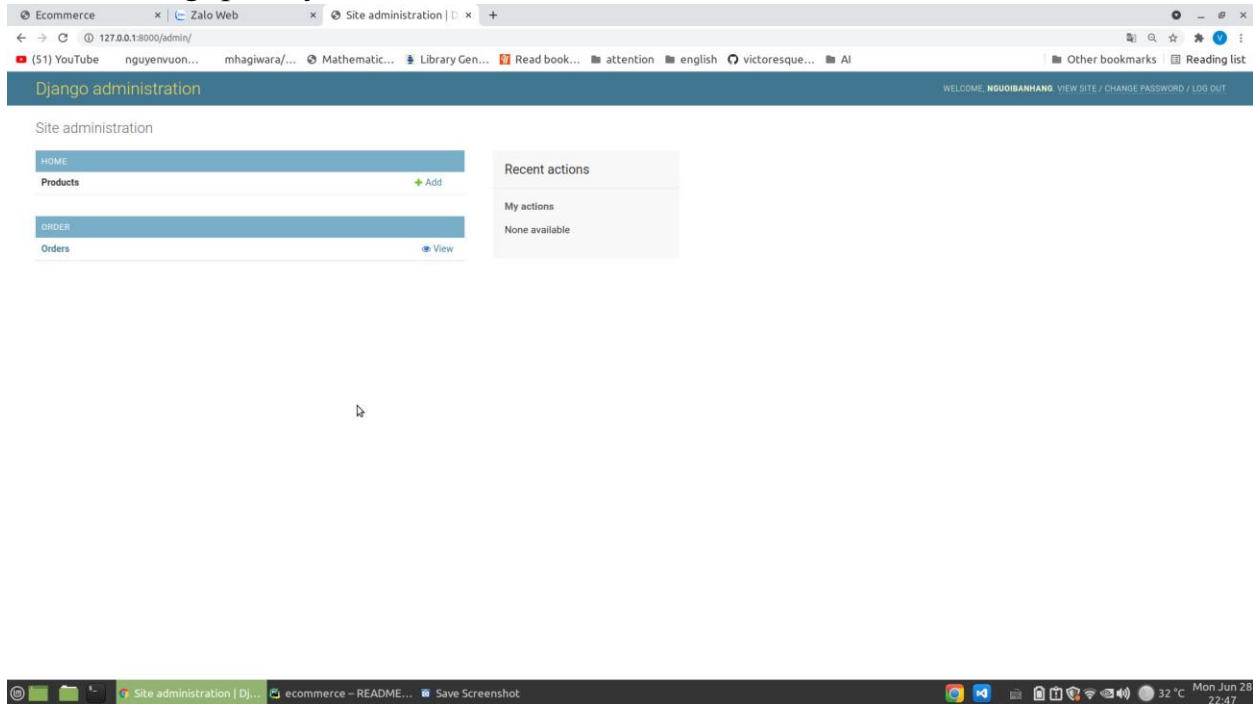 Ecommerce Zalo Web Site administration | D
127.0.0.1:8000/admin/
(51) YouTube nguyenvuon... mhagiwara/... Mathematic... Library Gen... Read book... attention english victoresque... AI Other bookmarks Reading list
Django administration WELCOME, NGUOIBANHANG. VIEW SITE / CHANGE PASSWORD / LOG OUT
Site administration
HOME
Products + Add
ORDER
Orders View
Recent actions
My actions
None available
Site administration | Dj... ecommerce – README... Save Screenshot 32 °C Mon Jun 28
22:47